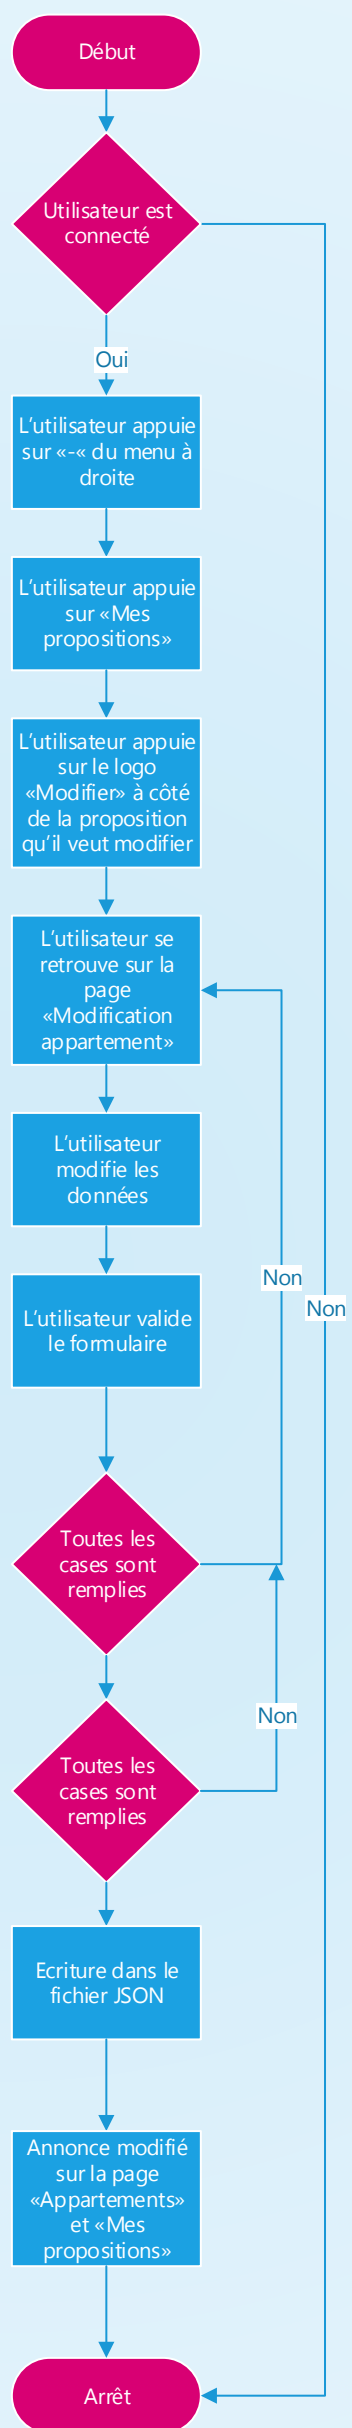 Début
Utilisateur est
connecté
Oui
L'utilisateur appuie
sur «-« du menu à
droite
L'utilisateur appuie
sur «Mes
propositions»
L'utilisateur appuie
sur le logo
«Modifier» à côté
de la proposition
qu'il veut modifier
L'utilisateur se
retrouve sur la
page
«Modification
appartement»
L'utilisateur
modifie les
données
Non
Non
L'utilisateur valide
le formulaire
Toutes les
cases sont
remplies
Non
Toutes les
cases sont
remplies
Ecriture dans le
fichier JSON
Annonce modifié
sur la page
«Appartements»
et «Mes
propositions»
Arrêt